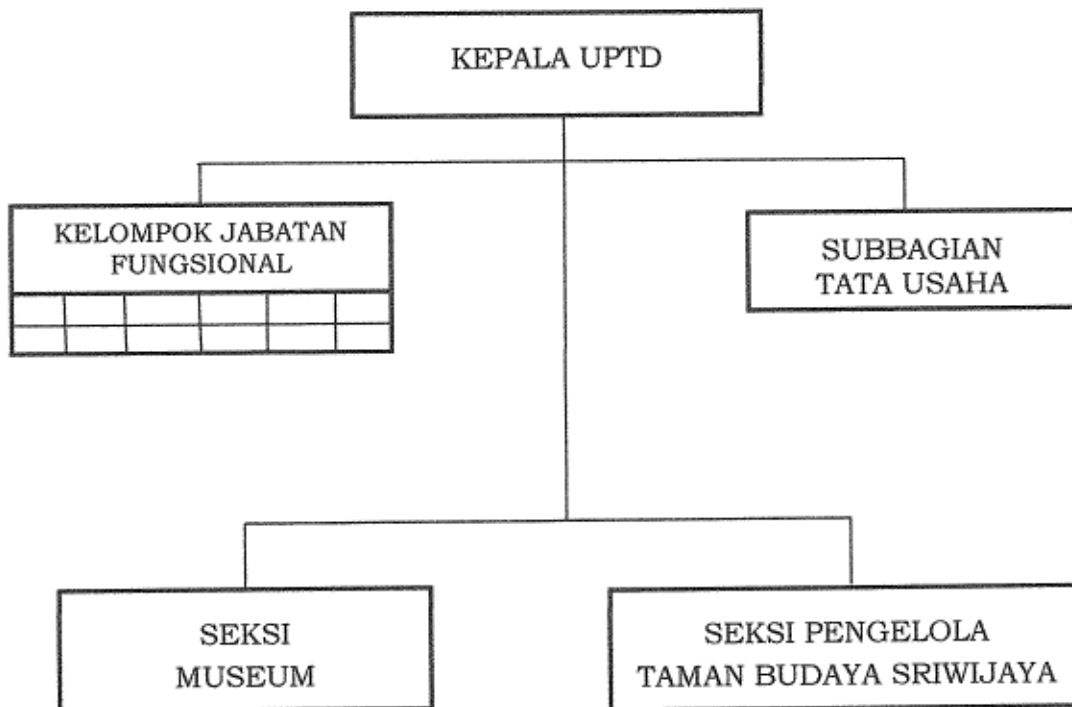 KEPALA UPTD
KELOMPOK JABATAN
FUNGSIONAL
SUBBAGIAN
TATA USAHA
SEKSI
MUSEUM
SEKSI PENGELOLA
TAMAN BUDAYA SRIWIJAYA